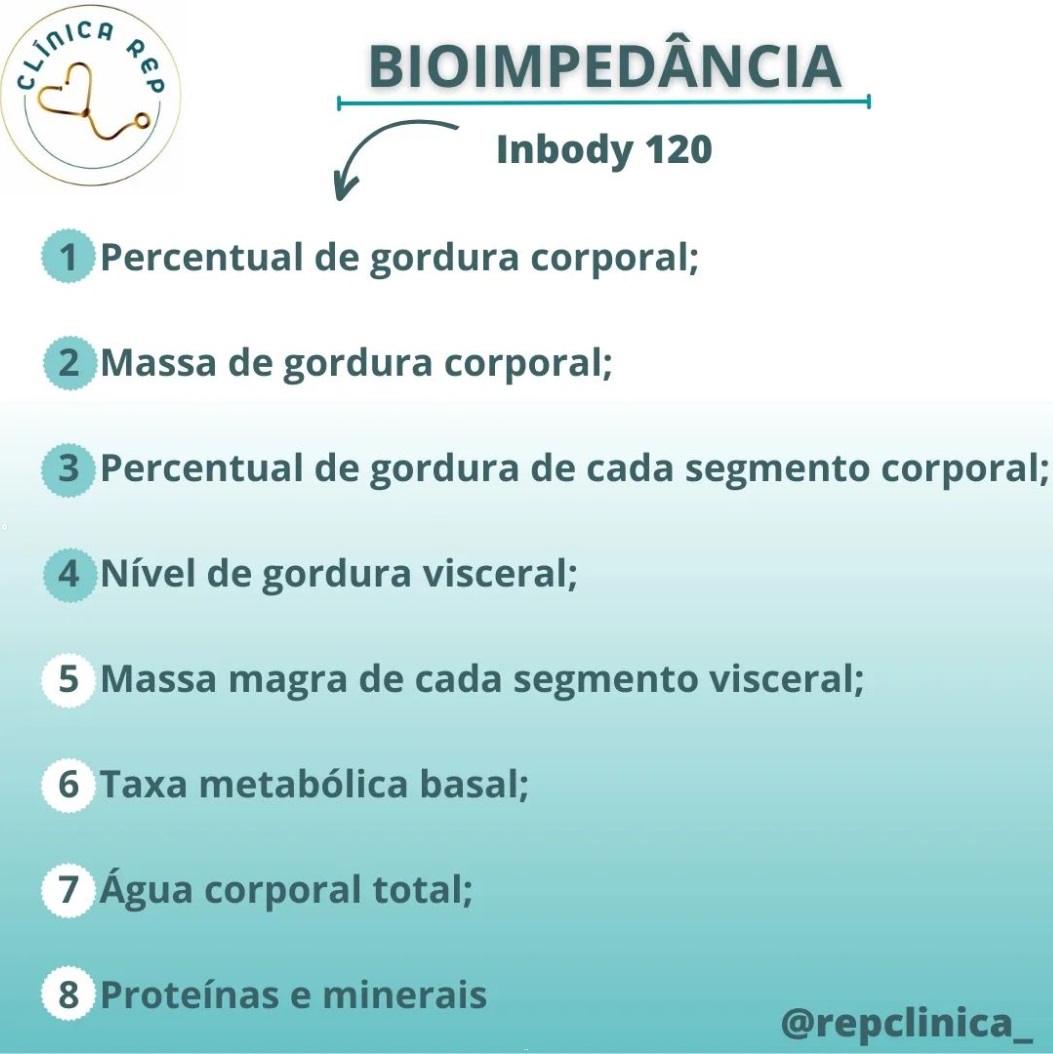 CLÍNICA REP
BIOIMPEDÂNCIA
Inbody 120
1 Percentual de gordura corporal;
2 Massa de gordura corporal;
3 Percentual de gordura de cada segmento corporal;
4 Nível de gordura visceral;
5 Massa magra de cada segmento visceral;
6 Taxa metabólica basal;
7 Água corporal total;
8 Proteínas e minerais
@repclinica_